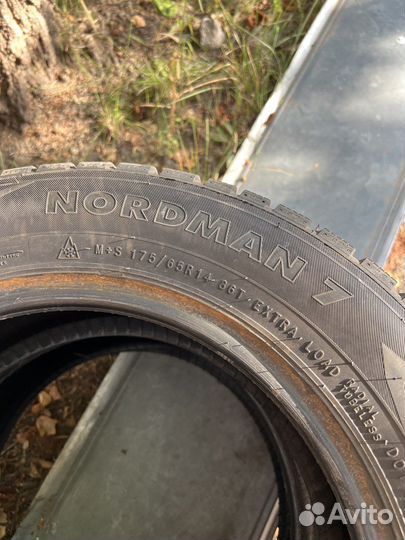 NORDMAN 7
M+S 175/65R14 86T · EXTRA LOAD RADIAL
TUBELESS
Avito